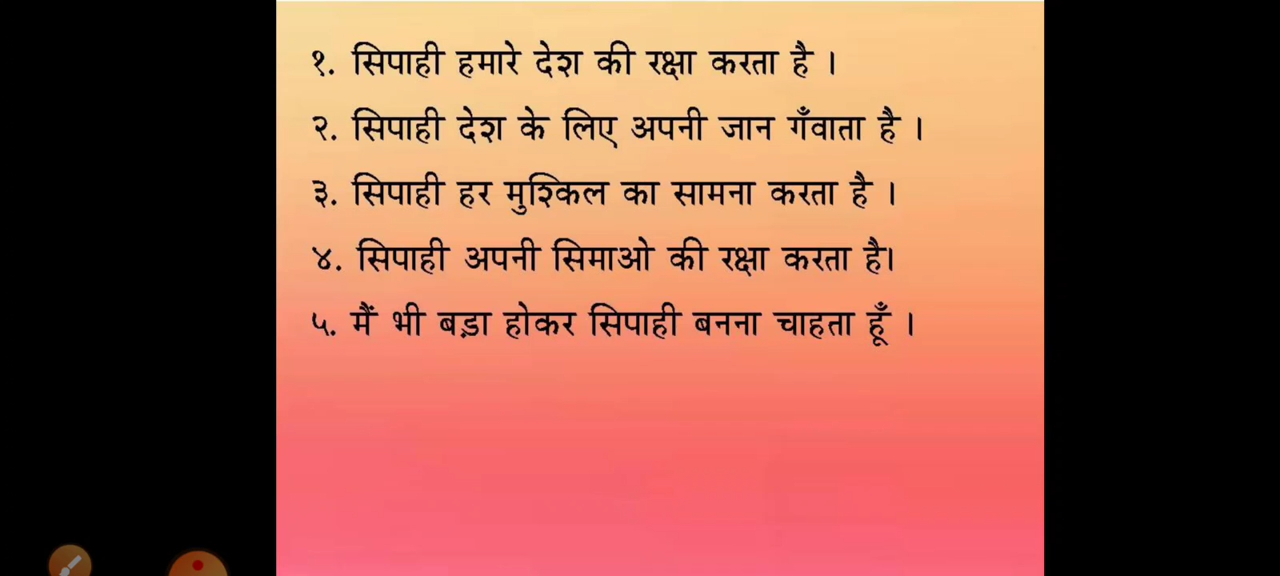 १. सिपाही हमारे देश की रक्षा करता है ।
२. सिपाही देश के लिए अपनी जान गँवाता है ।
३. सिपाही हर मुश्किल का सामना करता है ।
४. सिपाही अपनी सिमाओ की रक्षा करता है।
५. मैं भी बड़ा होकर सिपाही बनना चाहता हूँ ।